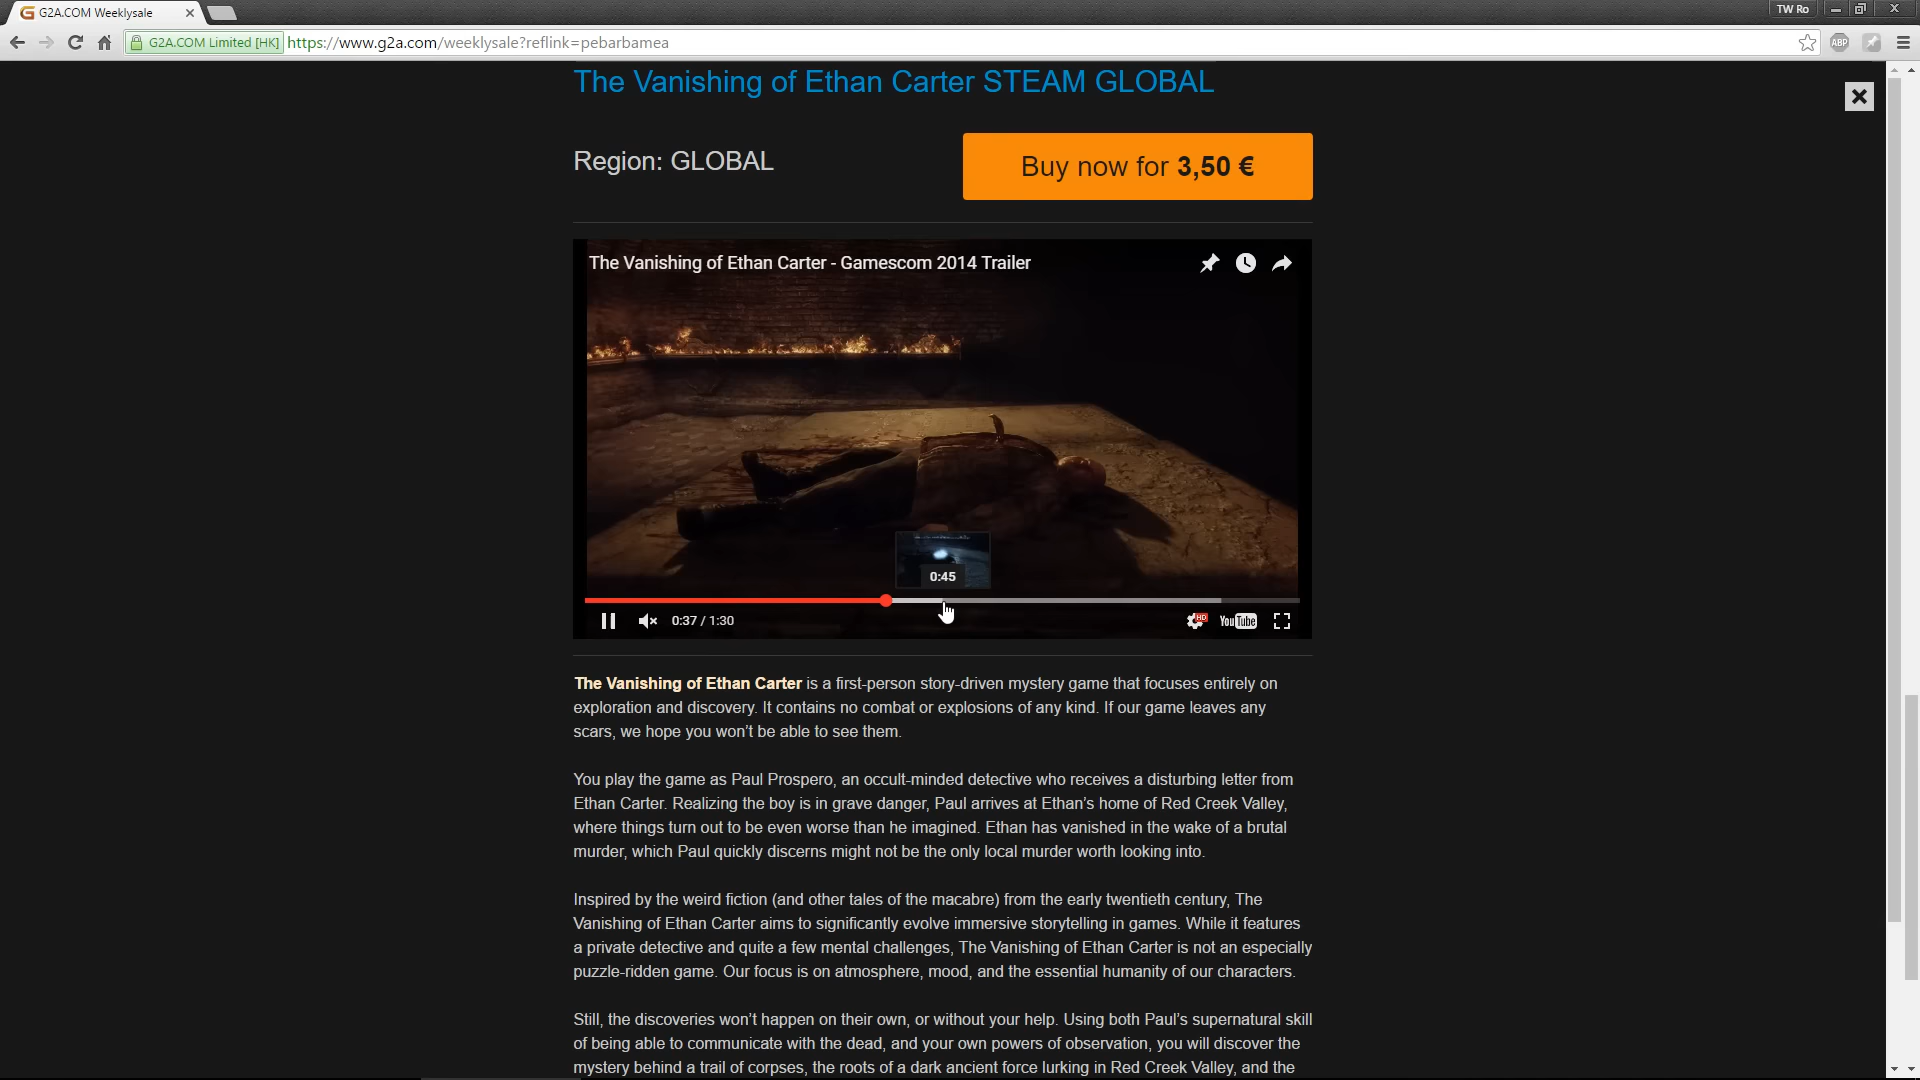 G2A.COM Weeklysale
TW Ro
G2A.COM Limited [HK]
https://www.g2a.com/weeklysale?reflink=pebarbamea
ABP
The Vanishing of Ethan Carter STEAM GLOBAL
Region: GLOBAL
Buy now for 3,50 €
The Vanishing of Ethan Carter - Gamescom 2014 Trailer
0:45
0:37 / 1:30
HD
YouTube
The Vanishing of Ethan Carter is a first-person story-driven mystery game that focuses entirely on
exploration and discovery. It contains no combat or explosions of any kind. If our game leaves any
scars, we hope you won't be able to see them.
You play the game as Paul Prospero, an occult-minded detective who receives a disturbing letter from
Ethan Carter. Realizing the boy is in grave danger, Paul arrives at Ethan's home of Red Creek Valley,
where things turn out to be even worse than he imagined. Ethan has vanished in the wake of a brutal
murder, which Paul quickly discerns might not be the only local murder worth looking into.
Inspired by the weird fiction (and other tales of the macabre) from the early twentieth century, The
Vanishing of Ethan Carter aims to significantly evolve immersive storytelling in games. While it features
a private detective and quite a few mental challenges, The Vanishing of Ethan Carter is not an especially
puzzle-ridden game. Our focus is on atmosphere, mood, and the essential humanity of our characters.
Still, the discoveries won't happen on their own, or without your help. Using both Paul's supernatural skill
of being able to communicate with the dead, and your own powers of observation, you will discover the
mystery behind a trail of corpses, the roots of a dark ancient force lurking in Red Creek Valley, and the